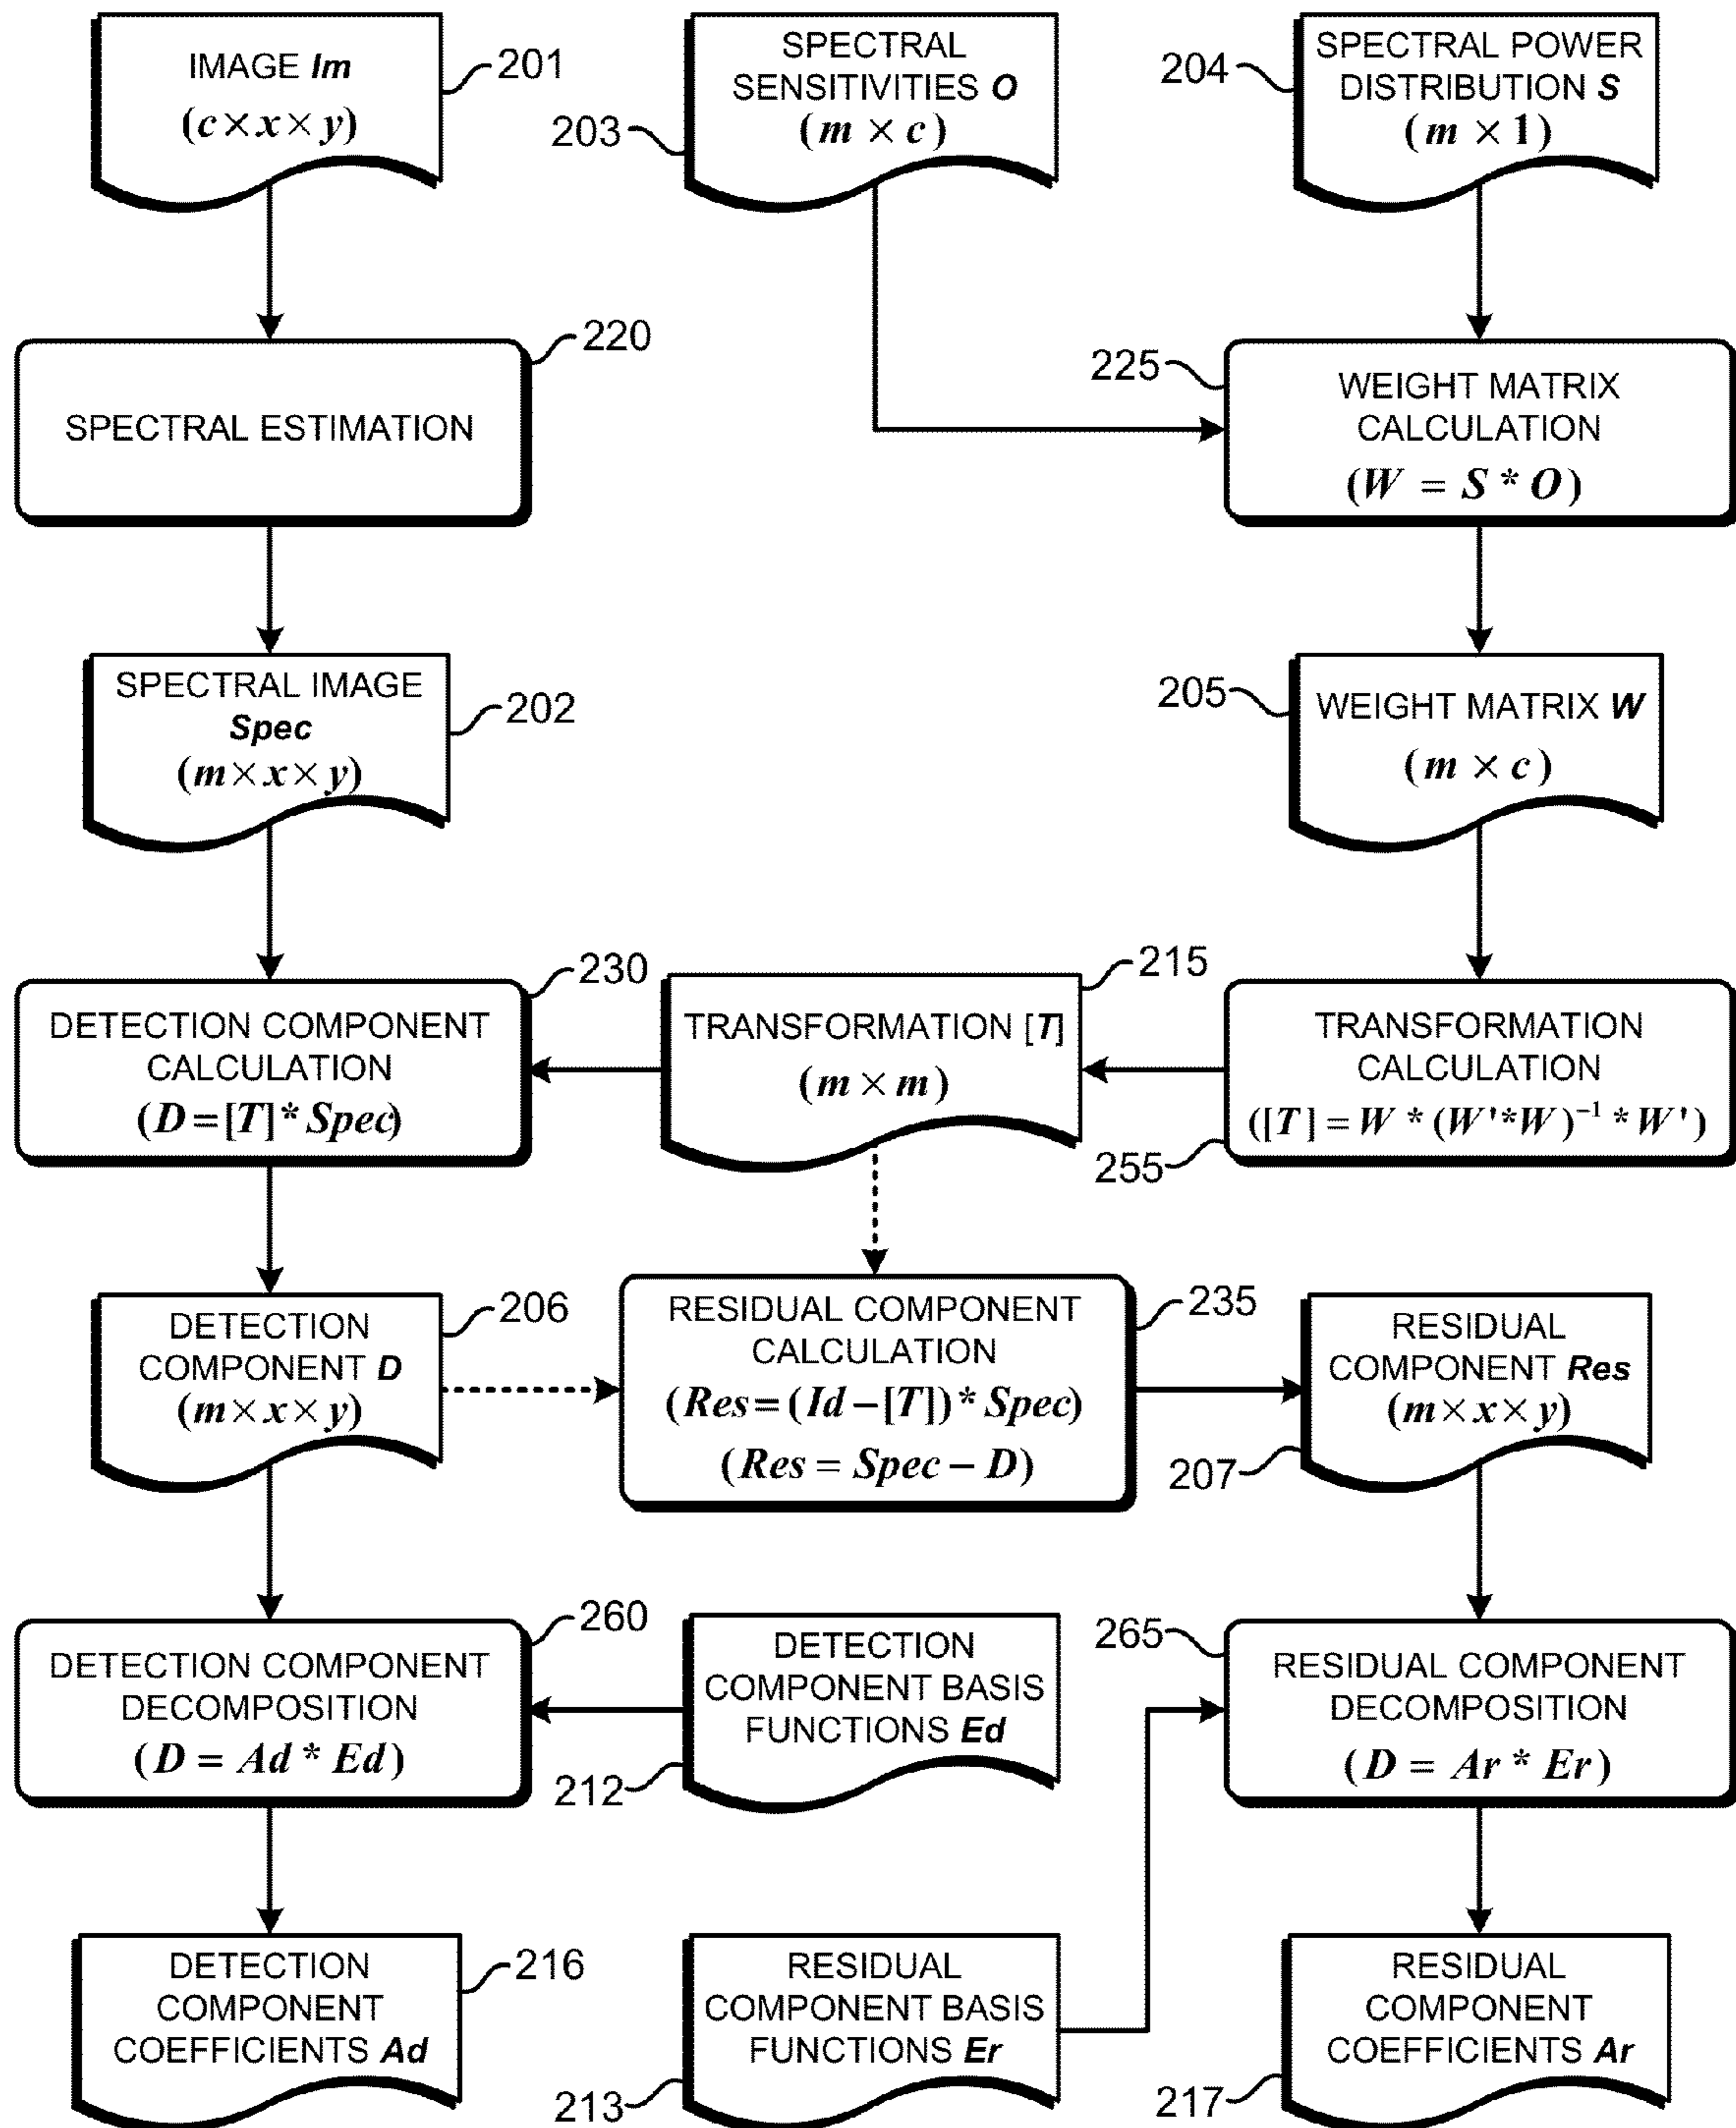 IMAGE Im
(c × x × y)
201
SPECTRAL
SENSITIVITIES O
(m × c)
203
SPECTRAL POWER
DISTRIBUTION S
(m × 1)
204
SPECTRAL ESTIMATION
220
WEIGHT MATRIX
CALCULATION
(W = S * O)
225
SPECTRAL IMAGE
Spec
(m × x × y)
202
WEIGHT MATRIX W
(m × c)
205
DETECTION COMPONENT
CALCULATION
(D = [T] * Spec)
230
TRANSFORMATION [T]
(m × m)
215
TRANSFORMATION
CALCULATION
([T] = W * (W'*W)⁻¹ * W')
255
DETECTION
COMPONENT D
(m × x × y)
206
RESIDUAL COMPONENT
CALCULATION
(Res = (Id − [T]) * Spec)
(Res = Spec − D)
235
RESIDUAL
COMPONENT Res
(m × x × y)
207
DETECTION COMPONENT
DECOMPOSITION
(D = Ad * Ed)
260
DETECTION
COMPONENT BASIS
FUNCTIONS Ed
212
RESIDUAL COMPONENT
DECOMPOSITION
(D = Ar * Er)
265
DETECTION
COMPONENT
COEFFICIENTS Ad
216
RESIDUAL
COMPONENT BASIS
FUNCTIONS Er
213
RESIDUAL
COMPONENT
COEFFICIENTS Ar
217